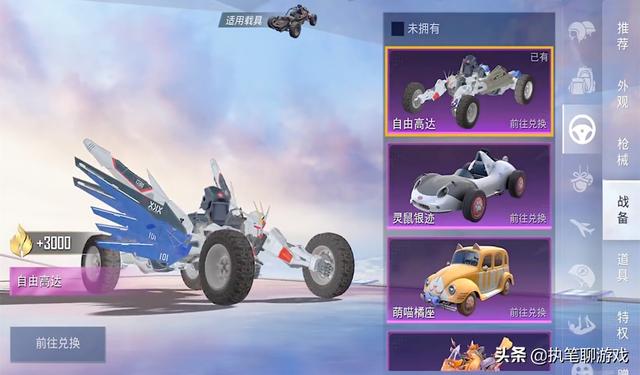 适用载具
未拥有
已有
自由高达
前往兑换
灵鼠银迹
前往兑换
萌喵橘座
前往兑换
+3000
自由高达
前往兑换
推荐
外观
枪械
战备
道具
特权
XIX
101
101
头条 @执笔聊游戏